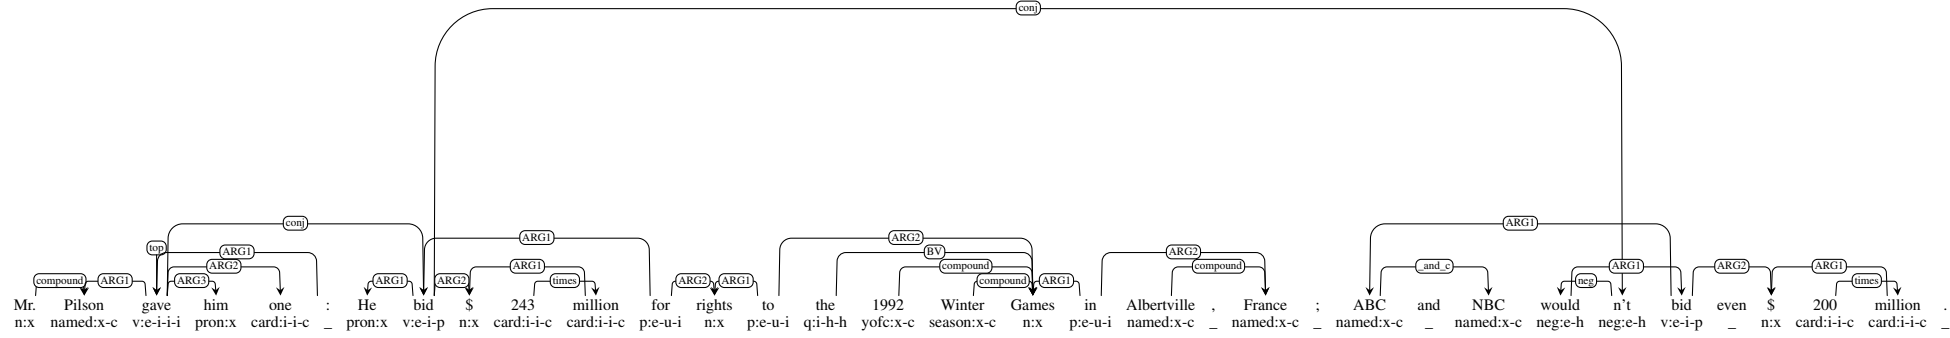 conj
conj ARG1
top ARG1 ARG1 ARG2 BV ARG2
ARG2 ARG1 compound compound _and_c ARG1 ARG1
compound ARG1 ARG3 ARG1 ARG2 times ARG2 ARG1 compound ARG1 neg ARG2 times
Mr. Pilson gave him one : He bid $ 243 million for rights to the 1992 Winter Games in Albertville , France ; ABC and NBC would n't bid even $ 200 million .
n:x named:x-c v:e-i-i-i pron:x card:i-i-c _ pron:x v:e-i-p n:x card:i-i-c card:i-i-c p:e-u-i n:x p:e-u-i q:i-h-h yofc:x-c season:x-c n:x p:e-u-i named:x-c _ named:x-c _ named:x-c _ named:x-c neg:e-h neg:e-h v:e-i-p _ n:x card:i-i-c card:i-i-c _